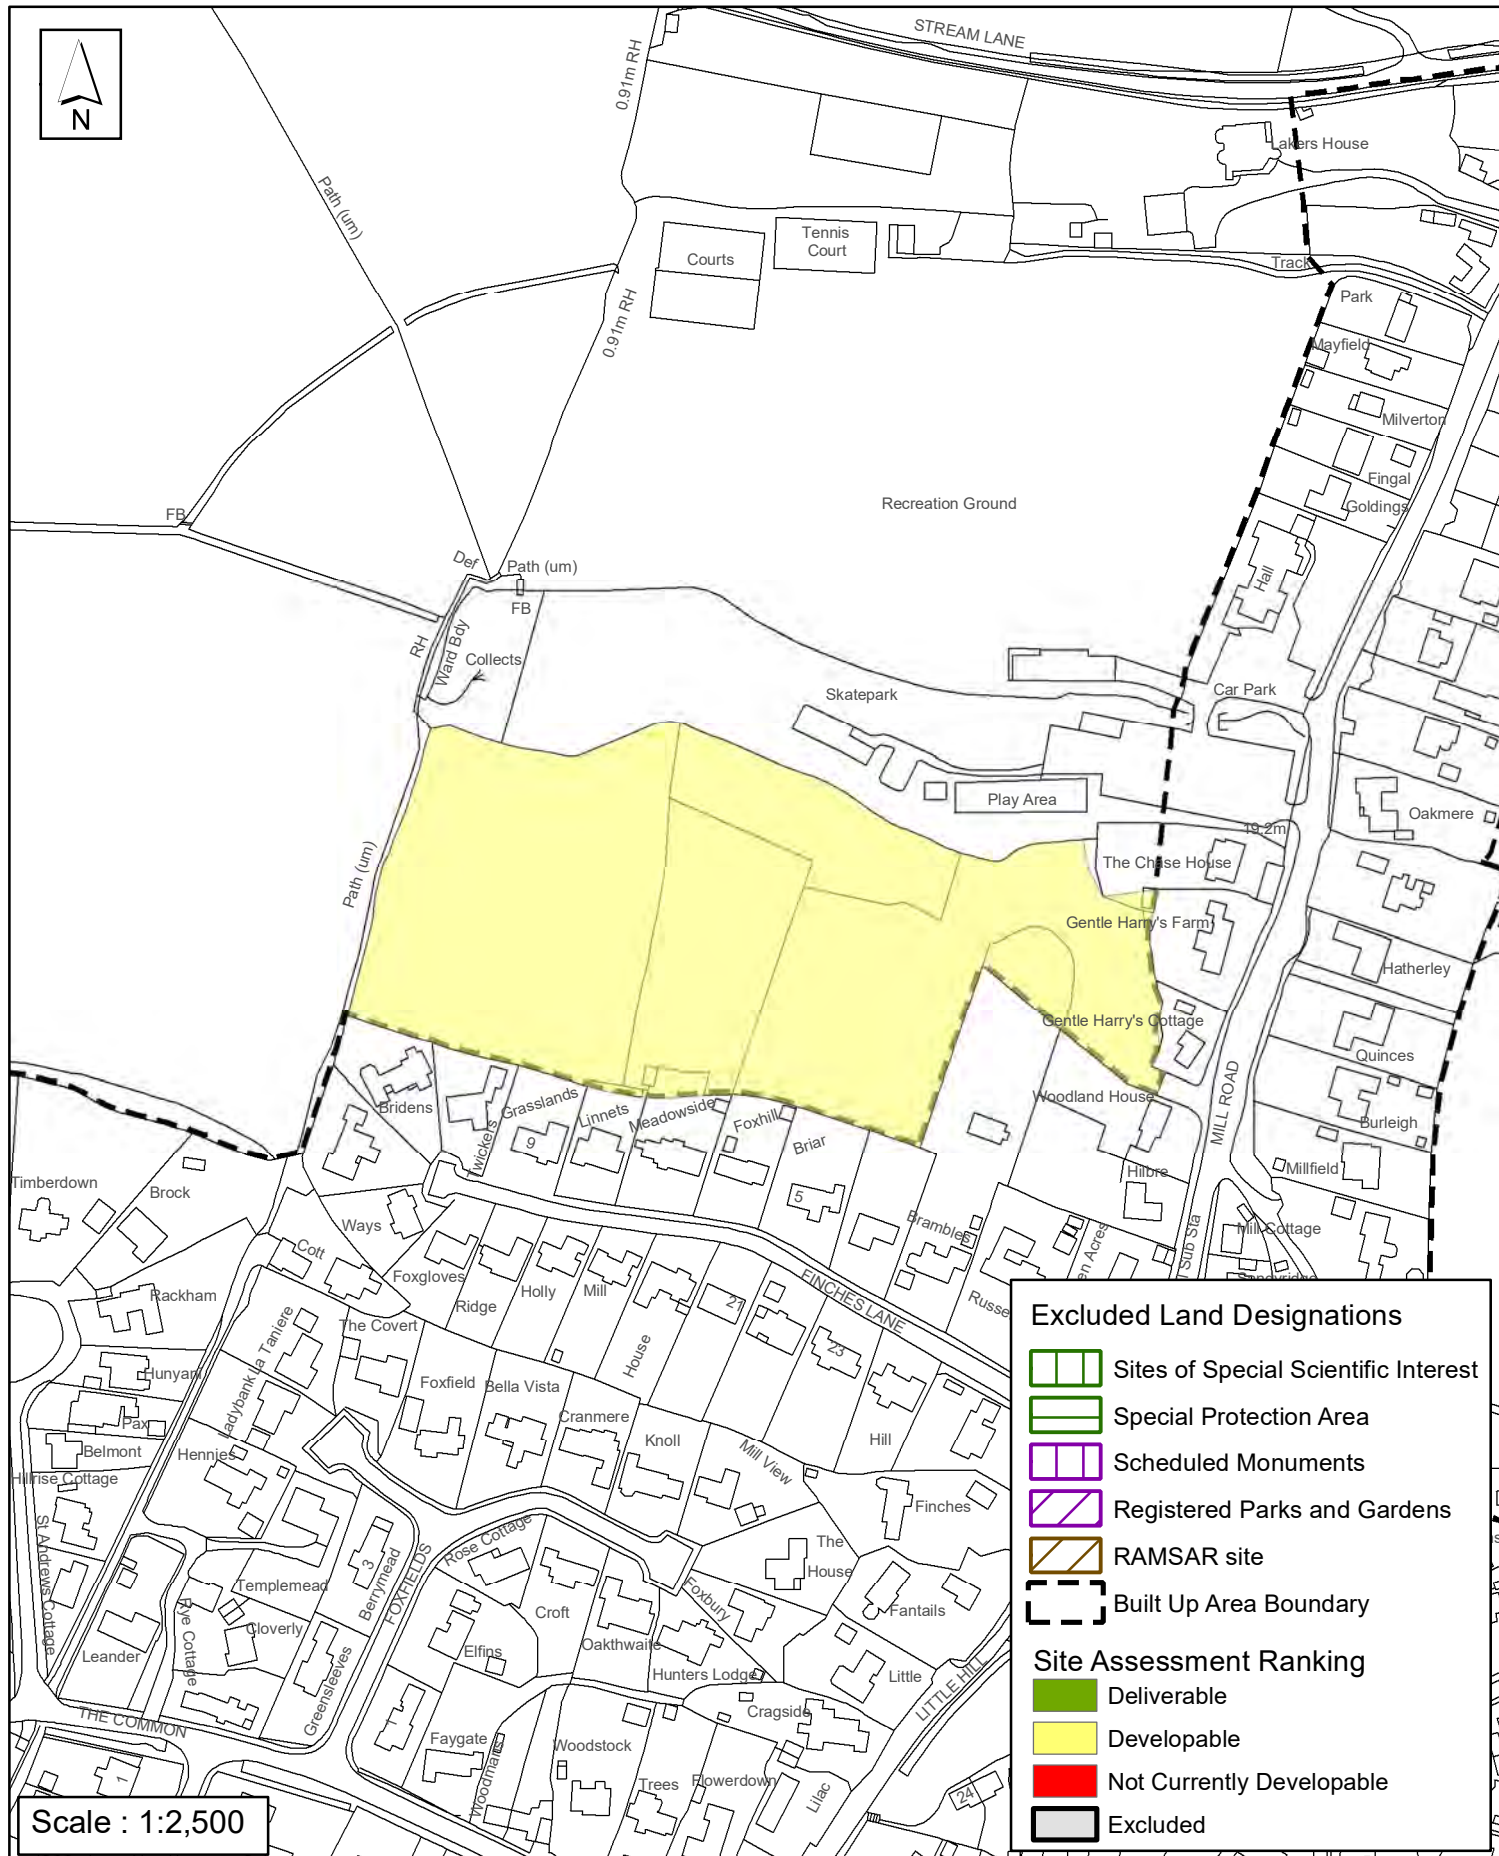 STREAM LANE
N
0.91m RH
Lakers House
Path (um)
Tennis
Court
Courts
Track
Park
0.91m RH
Mayfield
Milverton
Fingal
Recreation Ground
Goldings
FB
Def
Path (um)
Hall
FB
RH
Ward Bdy
Collects
Skatepark
Car Park
Play Area
Oakmere
19.2m
The Chase House
Path (um)
Gentle Harry's Farm
Hatherley
Gentle Harry's Cottage
Quinces
MILL ROAD
Woodland House
Bridens
Grasslands
Linnets
Meadowside
Foxhill
Burleigh
Twickers
9
Briar
Hilbre
Millfield
Timberdown
Brock
5
Ways
Brambles
Mill Cottage
Cott
Sub Sta
en Acres
Foxgloves
Ridge
Holly
Mill
FINCHES LANE
Rackham
The Covert
21
Russe
House
23
La Taniere
Ladybank
Hunyani
Foxfield
Bella Vista
Cranmere
Knoll
Hill
Pax
Belmont
Hennies
Mill View
Hillrise Cottage
Finches
St Andrews Cottage
Rose Cottage
The
House
3
Berrymead
FOXFIELDS
Templemead
Foxbury
Fantails
Rye Cottage
Cloverly
Croft
Elfins
Oakthwaite
Leander
Greensleeves
Hunters Lodge
Little
LITTLE HILL
Cragside
THE COMMON
1
Faygate
Woodmans
Woodstock
Trees
Flowerdown
Lilac
24
1
Scale : 1:2,500
Excluded Land Designations
Sites of Special Scientific Interest
Special Protection Area
Scheduled Monuments
Registered Parks and Gardens
RAMSAR site
Built Up Area Boundary
Site Assessment Ranking
Deliverable
Developable
Not Currently Developable
Excluded